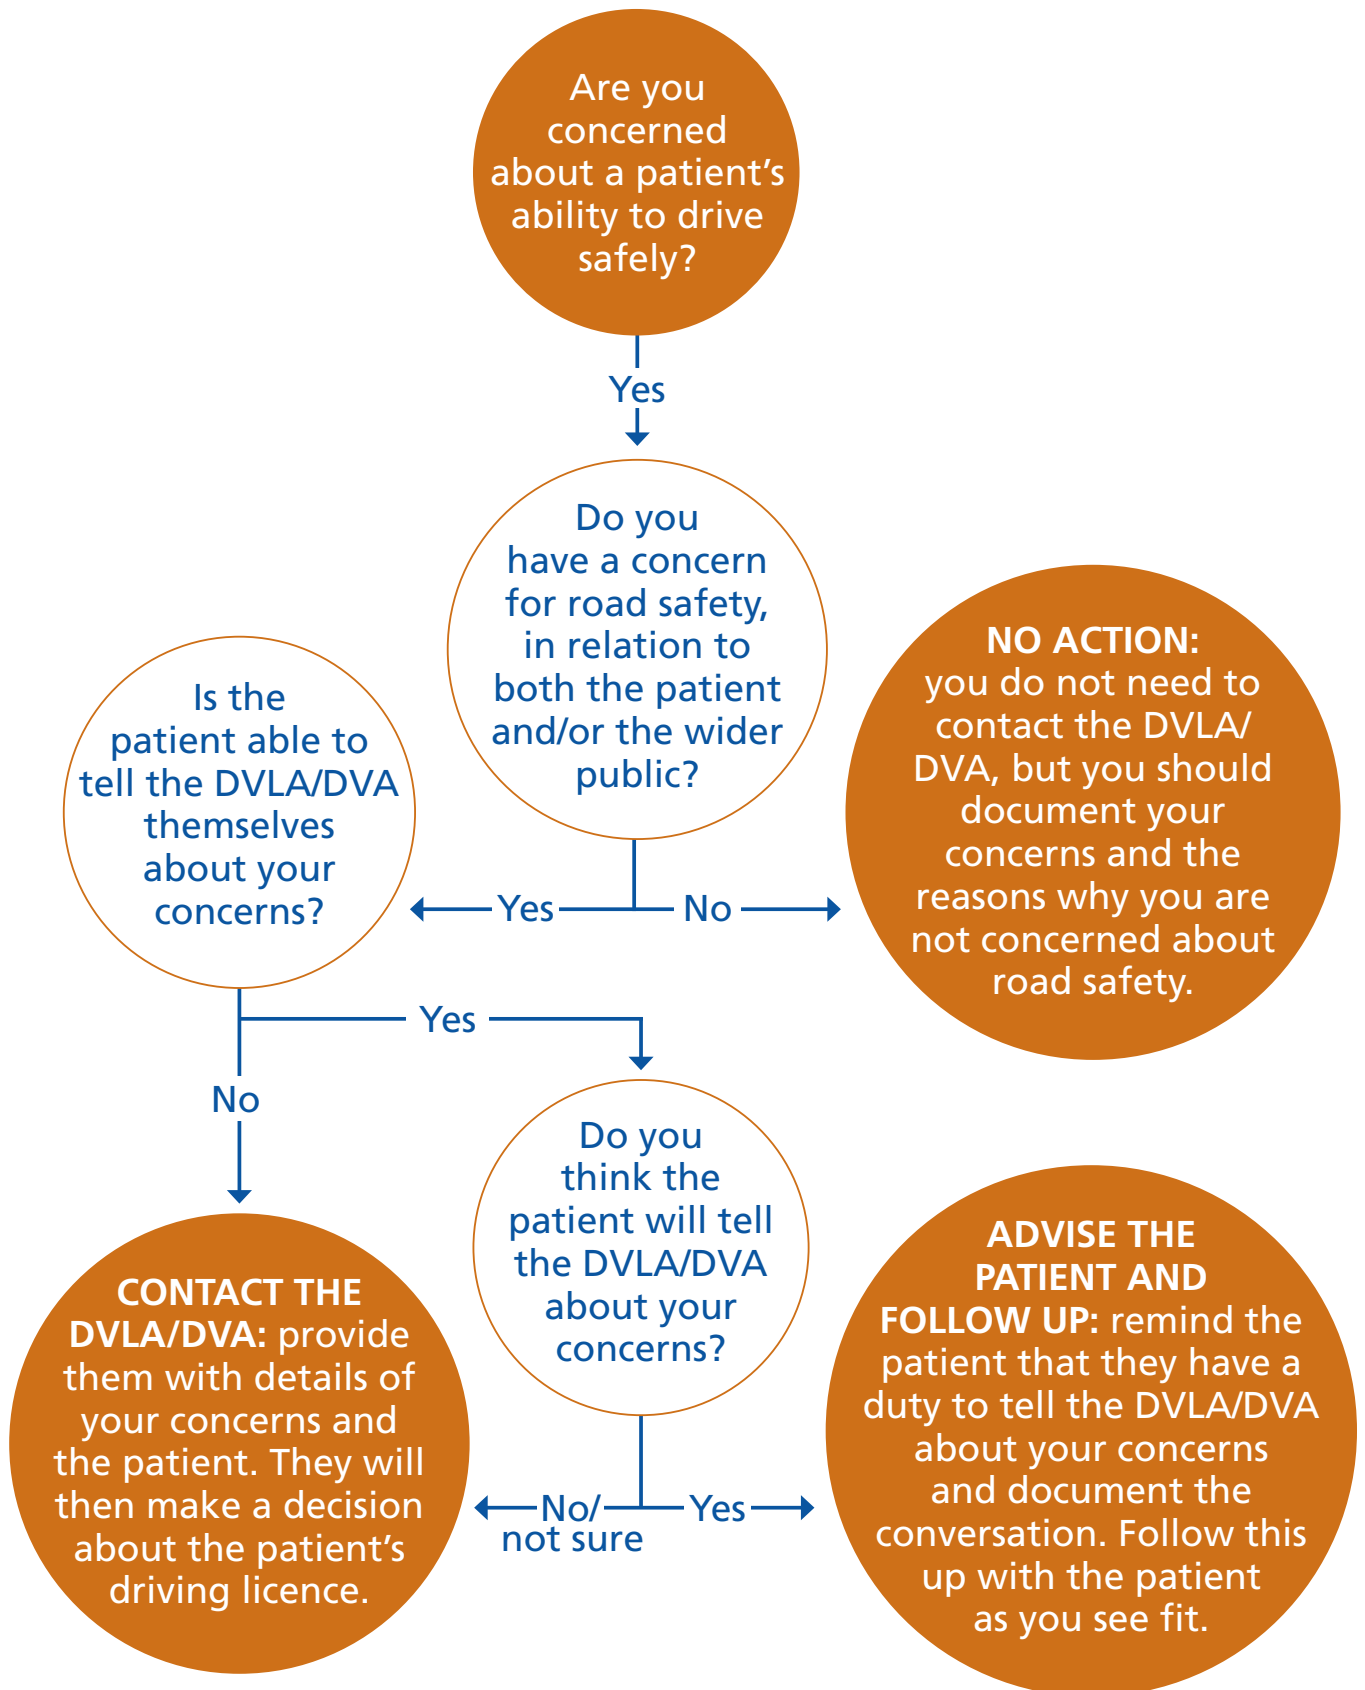 Are you
concerned
about a patient’s
ability to drive
safely?
Yes
Do you
have a concern
for road safety,
in relation to
both the patient
and/or the wider
public?
Yes
No
NO ACTION:
you do not need to
contact the DVLA/
DVA, but you should
document your
concerns and the
reasons why you are
not concerned about
road safety.
Is the
patient able to
tell the DVLA/DVA
themselves
about your
concerns?
Yes
No
Do you
think the
patient will tell
the DVLA/DVA
about your
concerns?
No/
not sure
Yes
CONTACT THE
DVLA/DVA: provide
them with details of
your concerns and
the patient. They will
then make a decision
about the patient’s
driving licence.
ADVISE THE
PATIENT AND
FOLLOW UP: remind the
patient that they have a
duty to tell the DVLA/DVA
about your concerns
and document the
conversation. Follow this
up with the patient
as you see fit.